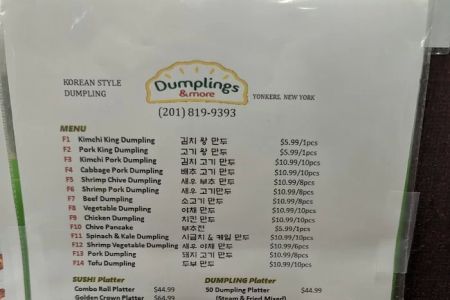 KOREAN STYLE
DUMPLING
Dumplings
&more
YONKERS, NEW YORK
(201) 819-9393
MENU
F1 Kimchi King Dumpling 김치 왕 만두 $5.99/1pcs
F2 Pork King Dumpling 고기 왕 만두 $5.99/1pc
F3 Kimchi Pork Dumpling 김치 고기 만두 $10.99/10pcs
F4 Cabbage Pork Dumpling 배추 고기 만두 $10.99/10pcs
F5 Shrimp Chive Dumpling 새우 부추 만두 $10.99/8pcs
F6 Shrimp Pork Dumpling 새우 고기만두 $10.99/8pcs
F7 Beef Dumpling 소고기 만두 $10.99/8pcs
F8 Vegetable Dumpling 야채 만두 $10.99/10pcs
F9 Chicken Dumpling 치킨 만두 $10.99/10pcs
F10 Chive Pancake 부추전 $5.99/1pcs
F11 Spinach & Kale Dumpling 시금치 & 케일 만두 $10.99/10pcs
F12 Shrimp Vegetable Dumpling 새우 야채 만두 $10.99/6pcs
F13 Pork Dumpling 돼지 고기 만두 $10.99/10pcs
F14 Tofu Dumpling 두부 만두 $10.99/10pcs
SUSHI Platter DUMPLING Platter
Combo Roll Platter $44.99 50 Dumpling Platter $44.99
Golden Crown Platter $64.99 (Steam & Fried Mixed)